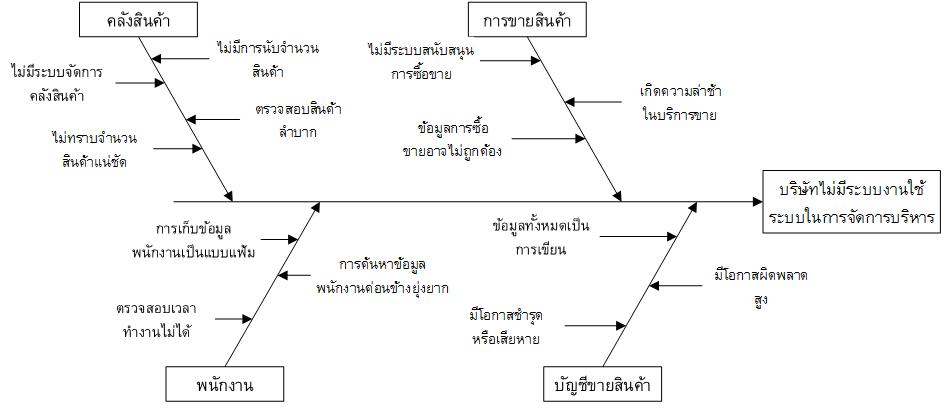 คลังสินค้า
การขายสินค้า
ไม่มีการนับจำนวน
สินค้า
ไม่มีระบบจัดการ
คลังสินค้า
ตรวจสอบสินค้า
ลำบาก
ไม่ทราบจำนวน
สินค้าแน่ชัด
ไม่มีระบบสนับสนุน
การซื้อขาย
เกิดความล่าช้า
ในบริการขาย
ข้อมูลการซื้อ
ขายอาจไม่ถูกต้อง
บริษัทไม่มีระบบงานใช้
ระบบในการจัดการบริหาร
การเก็บข้อมูล
พนักงานเป็นแบบแฟ้ม
การค้นหาข้อมูล
พนักงานค่อนข้างยุ่งยาก
ตรวจสอบเวลา
ทำงานไม่ได้
ข้อมูลทั้งหมดเป็น
การเขียน
มีโอกาสผิดพลาด
สูง
มีโอกาสชำรุด
หรือเสียหาย
พนักงาน
บัญชีขายสินค้า